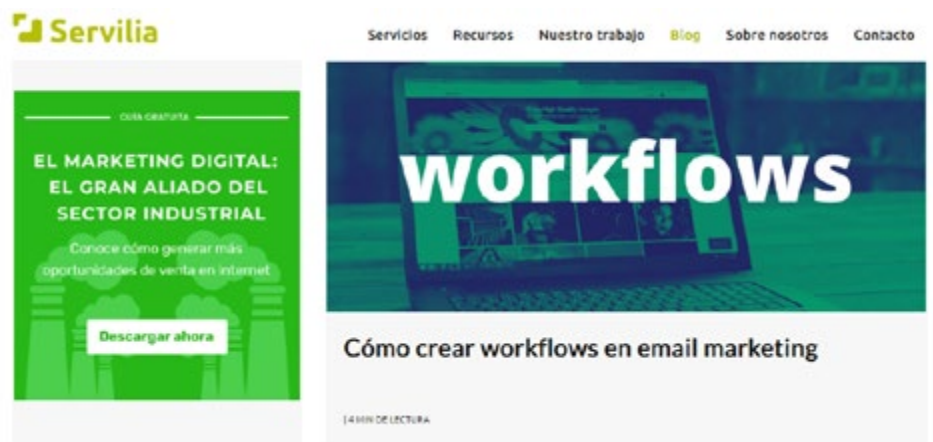 Servilia
Servicios Recursos Nuestro trabajo Blog Sobre nosotros Contacto
GUÍA GRATUITA
EL MARKETING DIGITAL:
EL GRAN ALIADO DEL
SECTOR INDUSTRIAL
Conoce cómo generar más
oportunidades de venta en internet
Descargar ahora
workflows
Cómo crear workflows en email marketing
| 4 MIN DE LECTURA